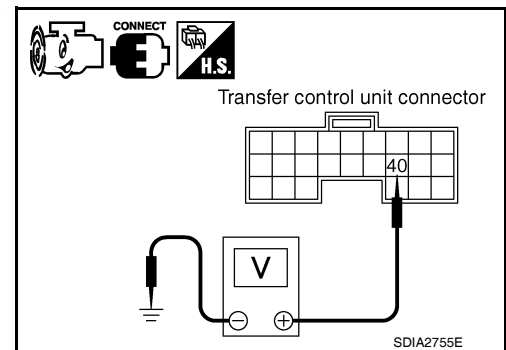 CONNECT
H.S.
Transfer control unit connector
40
V
− +
SDIA2755E